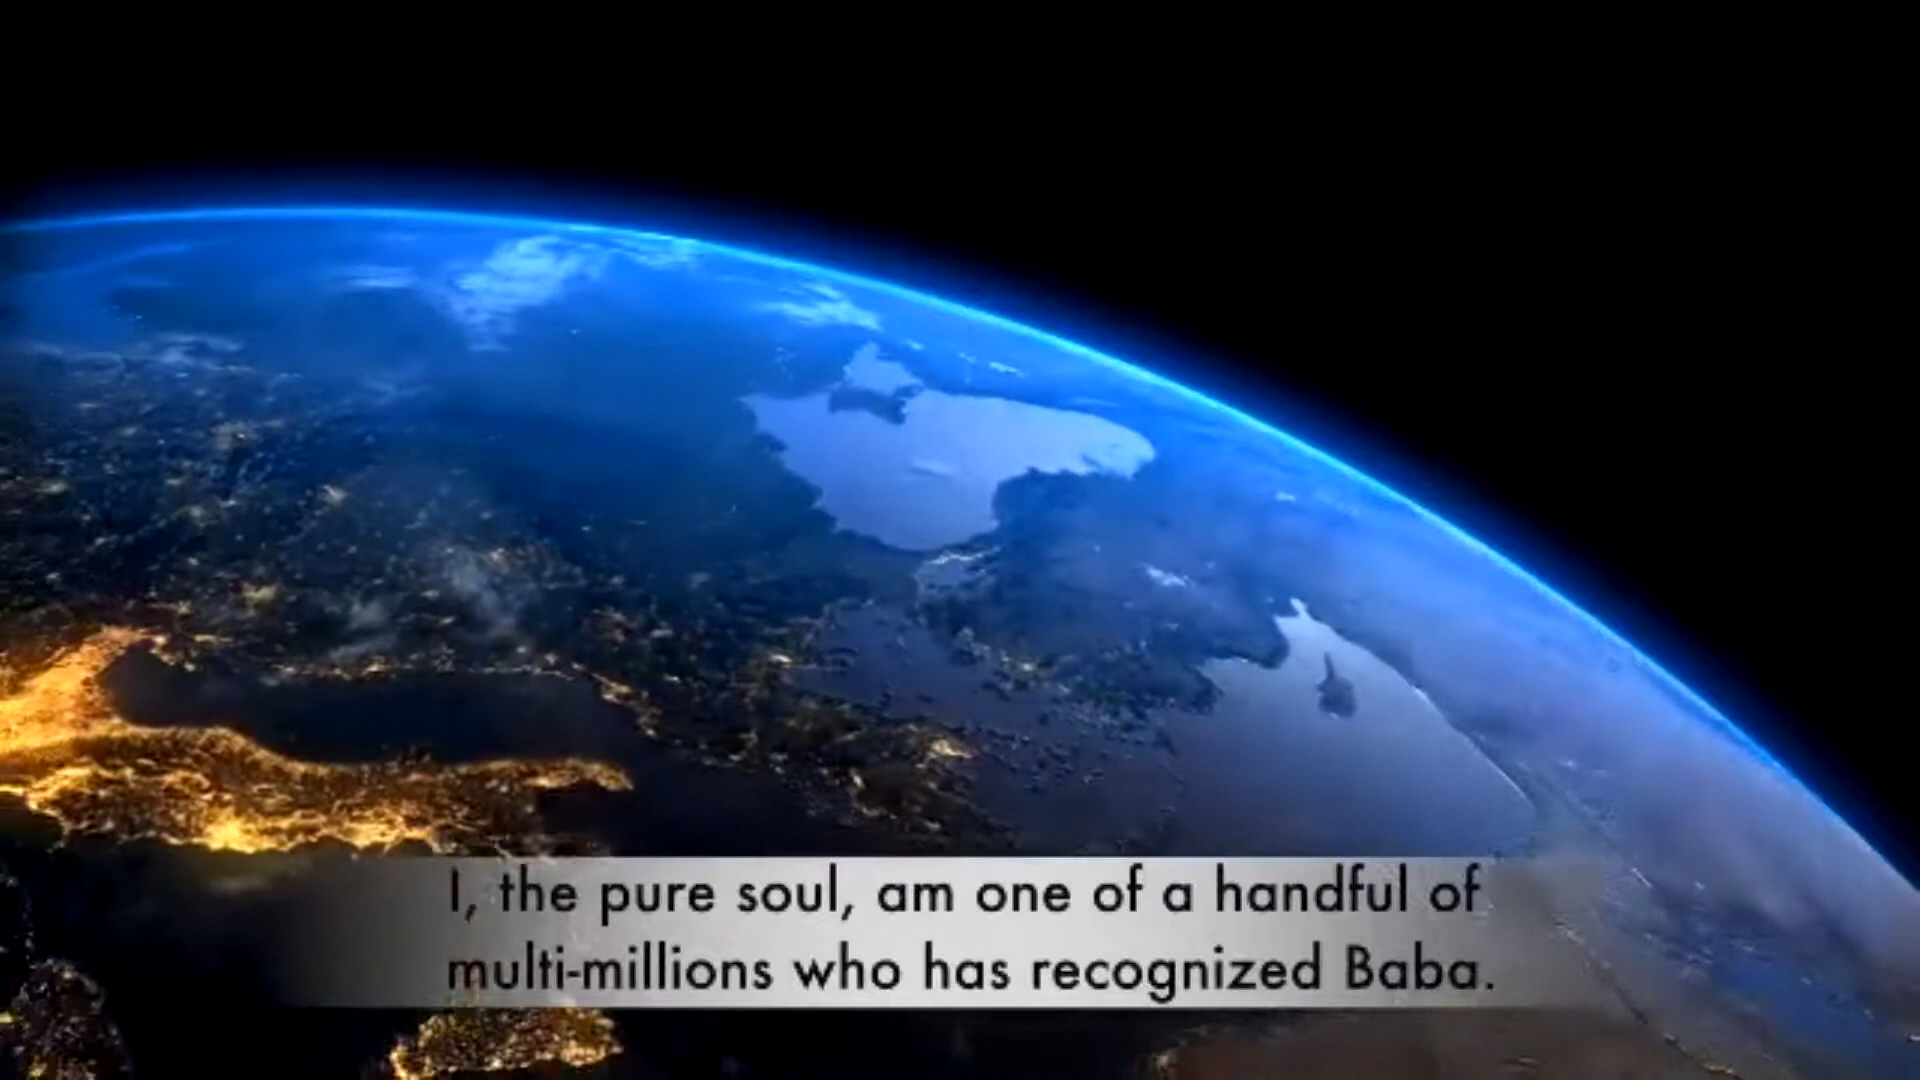 I, the pure soul, am one of a handful of
multi-millions who has recognized Baba.